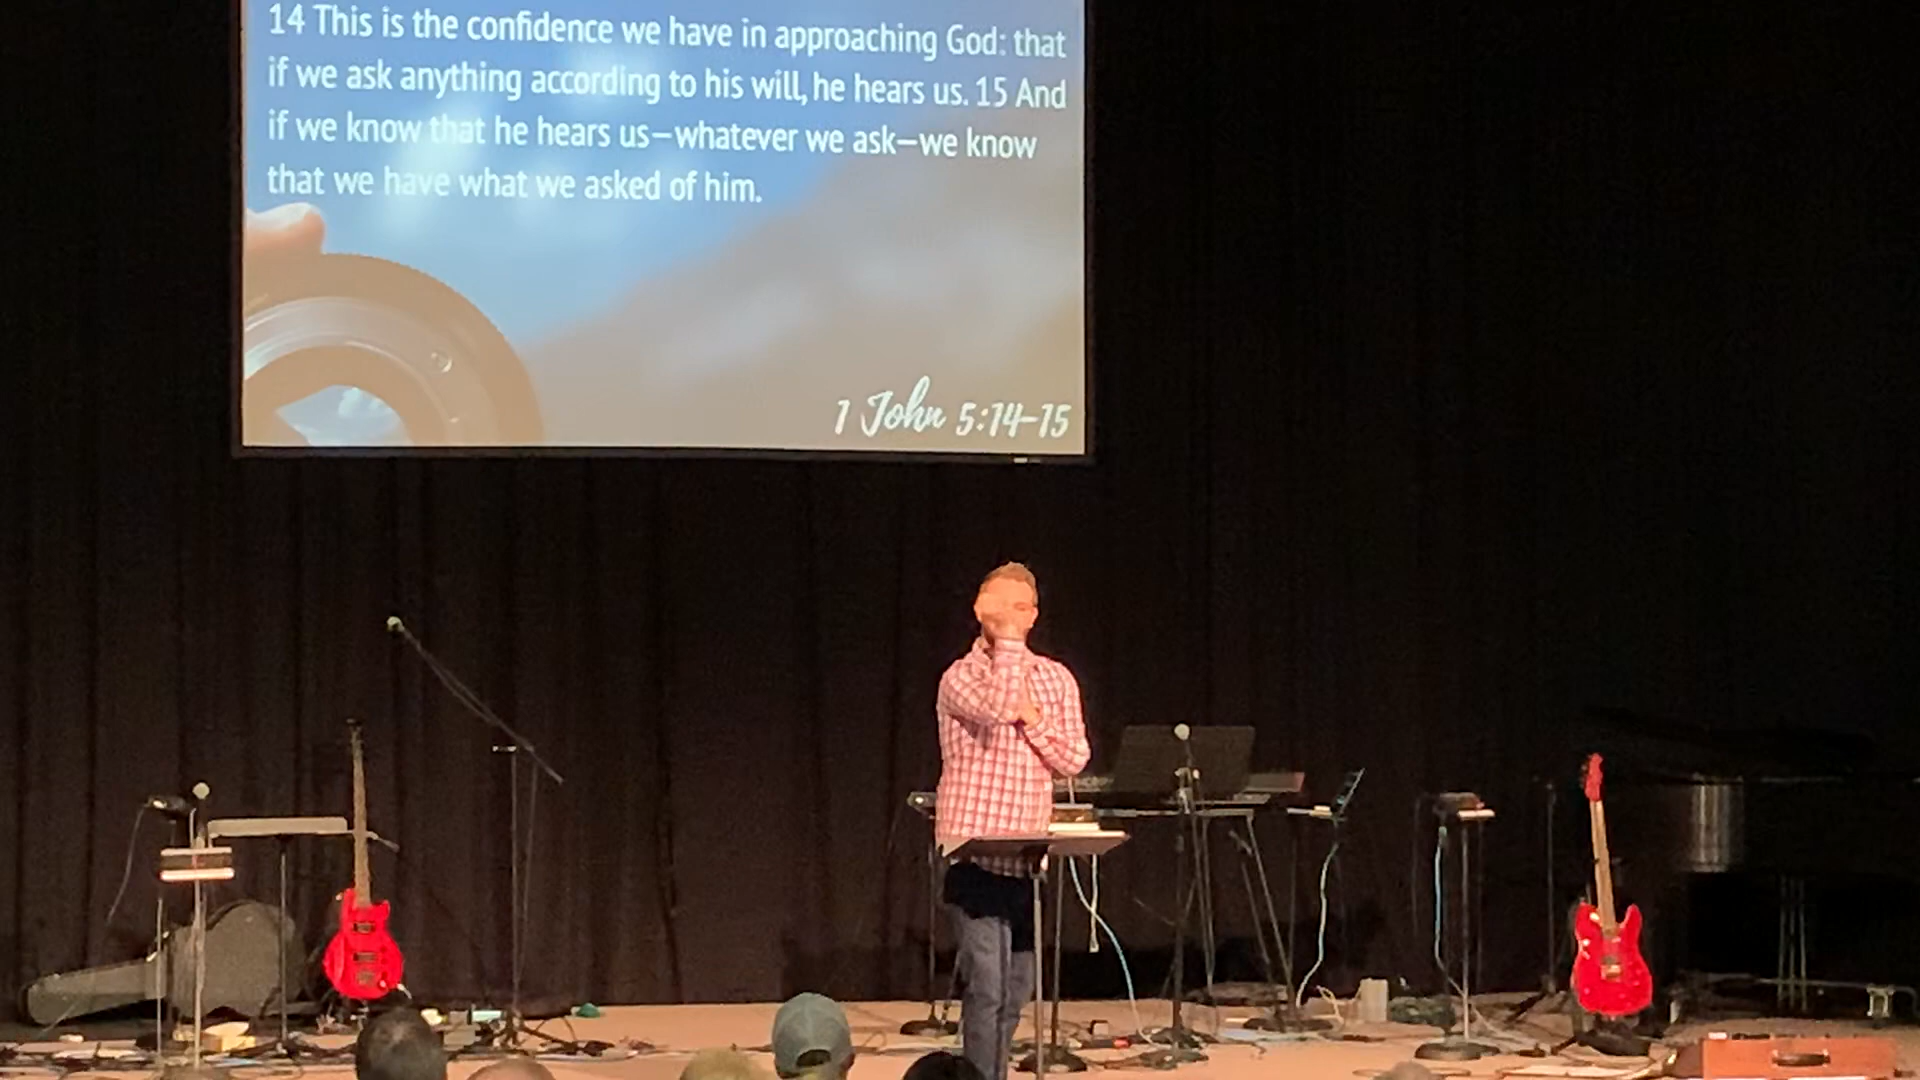 14 This is the confidence we have in approaching God: that
if we ask anything according to his will, he hears us. 15 And
if we know that he hears us—whatever we ask—we know
that we have what we asked of him.
1 John 5:14-15